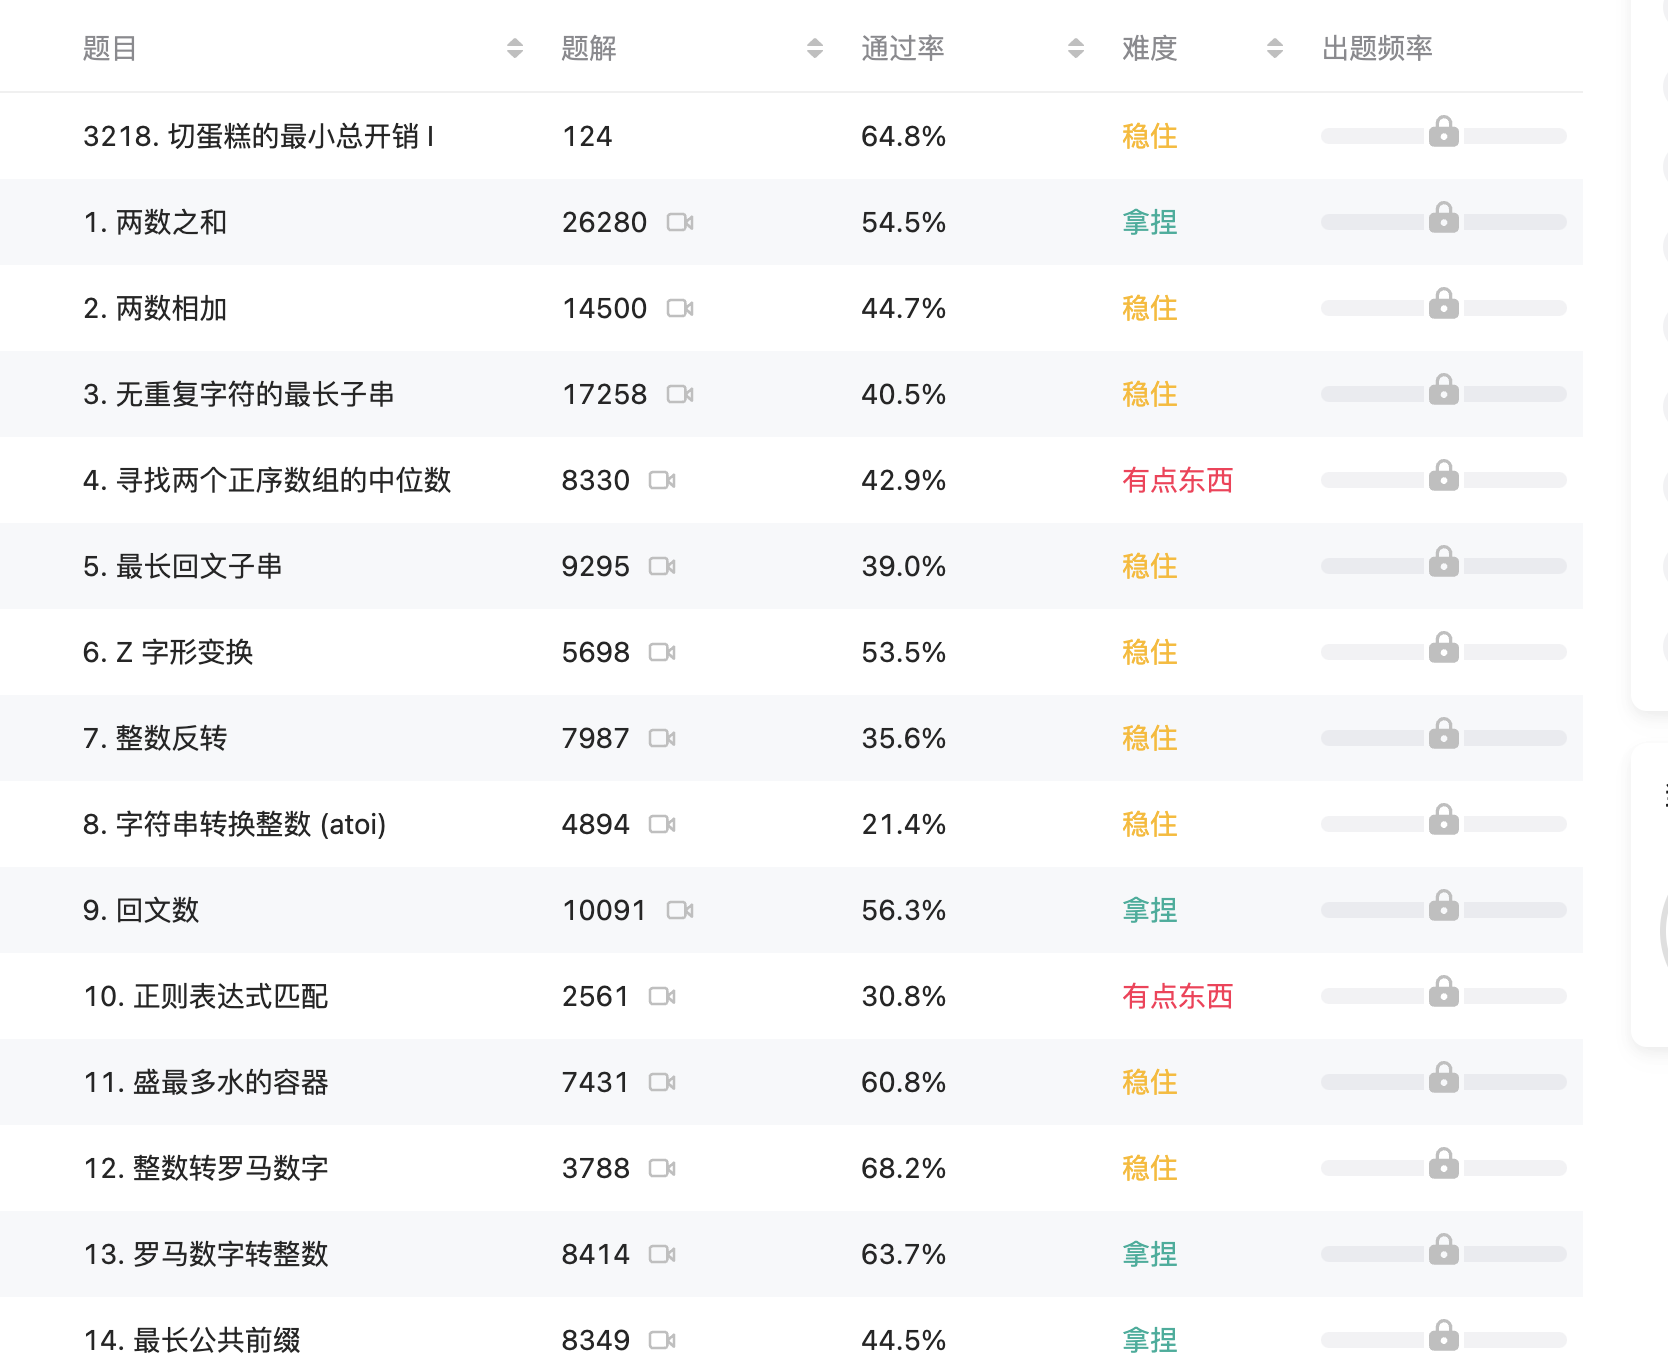 题目 题解 通过率 难度 出题频率
3218. 切蛋糕的最小总开销 I 124 64.8% 稳住
1. 两数之和 26280 54.5% 拿捏
2. 两数相加 14500 44.7% 稳住
3. 无重复字符的最长子串 17258 40.5% 稳住
4. 寻找两个正序数组的中位数 8330 42.9% 有点东西
5. 最长回文子串 9295 39.0% 稳住
6. Z 字形变换 5698 53.5% 稳住
7. 整数反转 7987 35.6% 稳住
8. 字符串转换整数 (atoi) 4894 21.4% 稳住
9. 回文数 10091 56.3% 拿捏
10. 正则表达式匹配 2561 30.8% 有点东西
11. 盛最多水的容器 7431 60.8% 稳住
12. 整数转罗马数字 3788 68.2% 稳住
13. 罗马数字转整数 8414 63.7% 拿捏
14. 最长公共前缀 8349 44.5% 拿捏